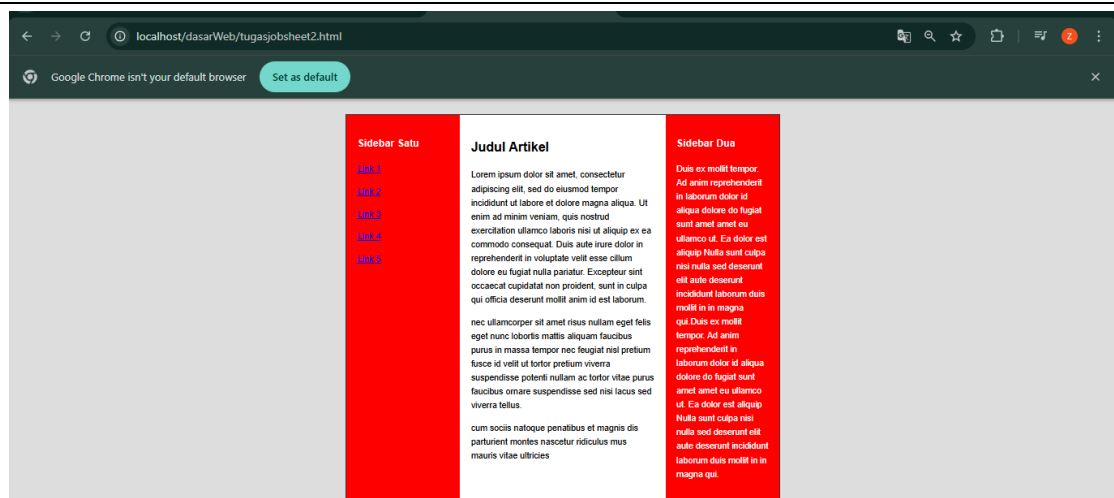 localhost/dasarWeb/tugasjobsheet2.html
Z
Google Chrome isn't your default browser
Set as default
Sidebar Satu
Link 1
Link 2
Link 3
Link 4
Link 5
Judul Artikel
Lorem ipsum dolor sit amet, consectetur
adipiscing elit, sed do eiusmod tempor
incididunt ut labore et dolore magna aliqua. Ut
enim ad minim veniam, quis nostrud
exercitation ullamco laboris nisi ut aliquip ex ea
commodo consequat. Duis aute irure dolor in
reprehenderit in voluptate velit esse cillum
dolore eu fugiat nulla pariatur. Excepteur sint
occaecat cupidatat non proident, sunt in culpa
qui officia deserunt mollit anim id est laborum.
nec ullamcorper sit amet risus nullam eget felis
eget nunc lobortis mattis aliquam faucibus
purus in massa tempor nec feugiat nisl pretium
fusce id velit ut tortor pretium viverra
suspendisse potenti nullam ac tortor vitae purus
faucibus ornare suspendisse sed nisi lacus sed
viverra tellus.
cum sociis natoque penatibus et magnis dis
parturient montes nascetur ridiculus mus
mauris vitae ultricies
Sidebar Dua
Duis ex mollit tempor.
Ad anim reprehenderit
in laborum dolor id
aliqua dolore do fugiat
sunt amet amet eu
ullamco ut. Ea dolor est
aliquip Nulla sunt culpa
nisi nulla sed deserunt
elit aute deserunt
incididunt laborum duis
mollit in in magna
qui.Duis ex mollit
tempor. Ad anim
reprehenderit in
laborum dolor id aliqua
dolore do fugiat sunt
amet amet eu ullamco
ut. Ea dolor est aliquip
Nulla sunt culpa nisi
nulla sed deserunt elit
aute deserunt incididunt
laborum duis mollit in in
magna qui.